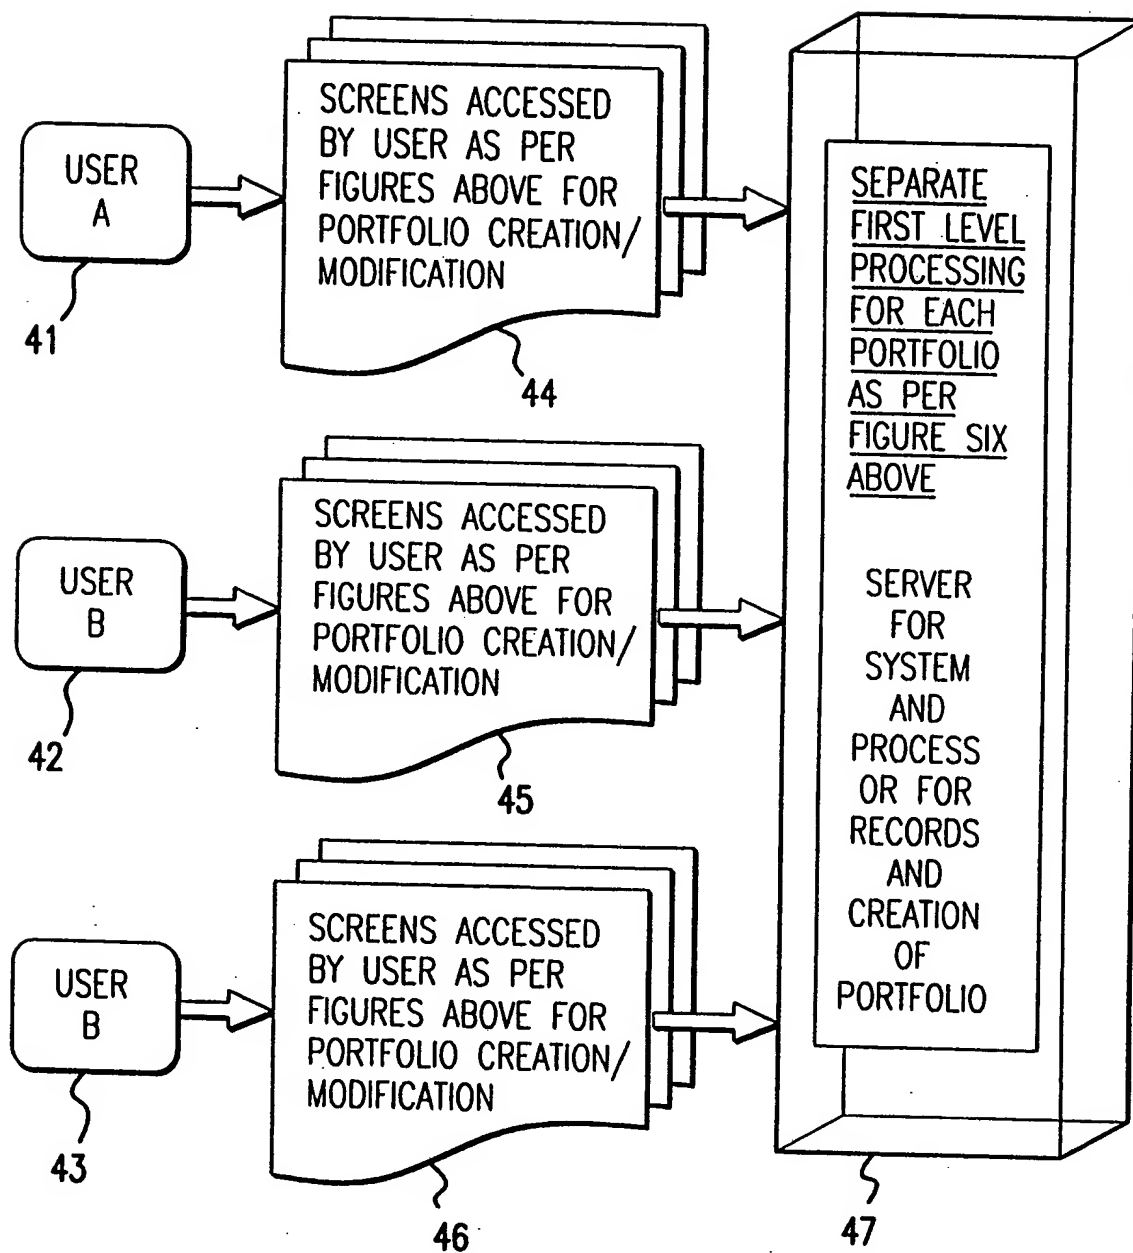 USER
A
41
SCREENS ACCESSED
BY USER AS PER
FIGURES ABOVE FOR
PORTFOLIO CREATION/
MODIFICATION
44
USER
B
42
SCREENS ACCESSED
BY USER AS PER
FIGURES ABOVE FOR
PORTFOLIO CREATION/
MODIFICATION
45
USER
B
43
SCREENS ACCESSED
BY USER AS PER
FIGURES ABOVE FOR
PORTFOLIO CREATION/
MODIFICATION
46
SEPARATE
FIRST LEVEL
PROCESSING
FOR EACH
PORTFOLIO
AS PER
FIGURE SIX
ABOVE
SERVER
FOR
SYSTEM
AND
PROCESS
OR FOR
RECORDS
AND
CREATION
OF
PORTFOLIO
47